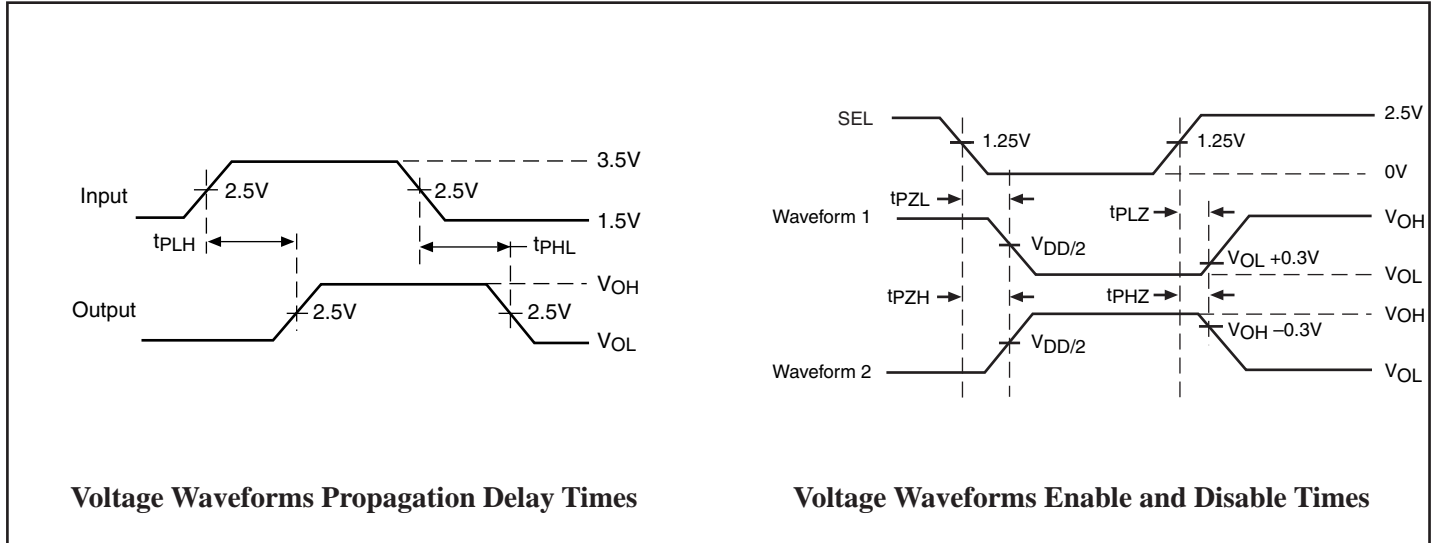 Input
2.5V
2.5V
3.5V
1.5V
tPLH
tPHL
Output
2.5V
2.5V
VOH
VOL
Voltage Waveforms Propagation Delay Times
SEL
1.25V
1.25V
2.5V
0V
tPZL
tPLZ
Waveform 1
VDD/2
VOL +0.3V
VOH
VOL
tPZH
tPHZ
VOH
VDD/2
VOH –0.3V
Waveform 2
VOL
Voltage Waveforms Enable and Disable Times